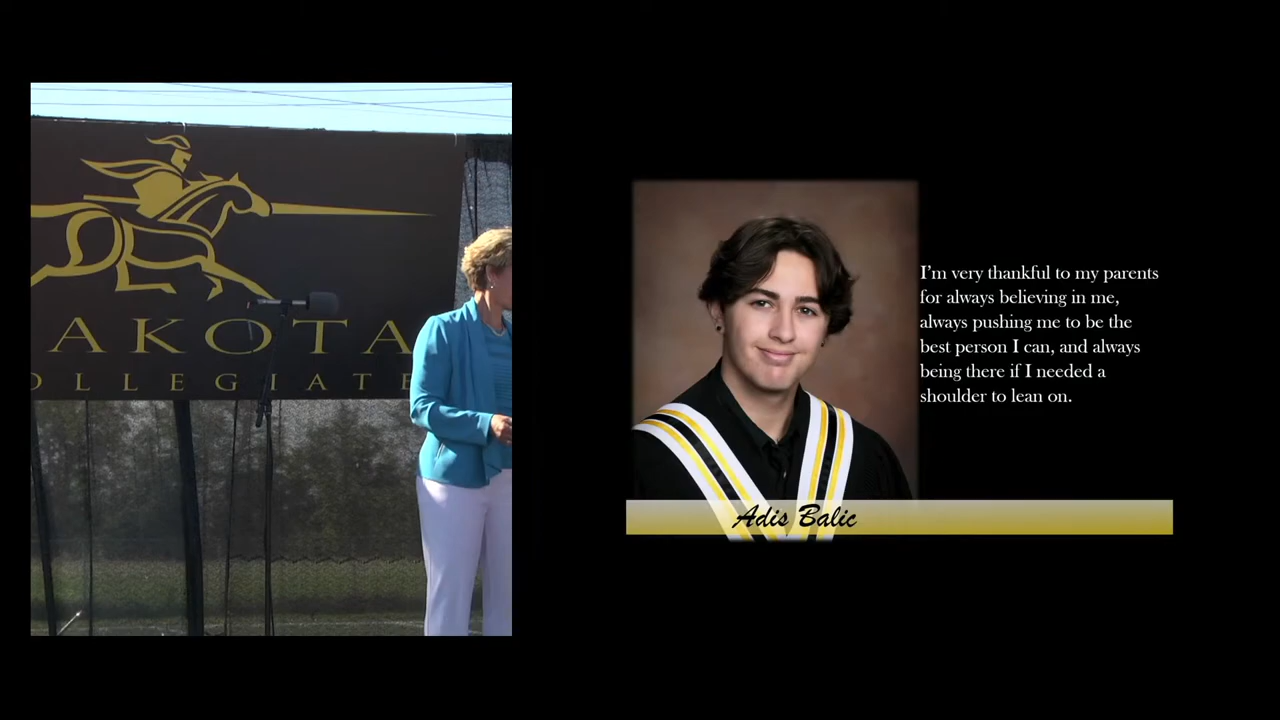 AKOTA
OLLEGIATE
I'm very thankful to my parents
for always believing in me,
always pushing me to be the
best person I can, and always
being there if I needed a
shoulder to lean on.
Adis Balic